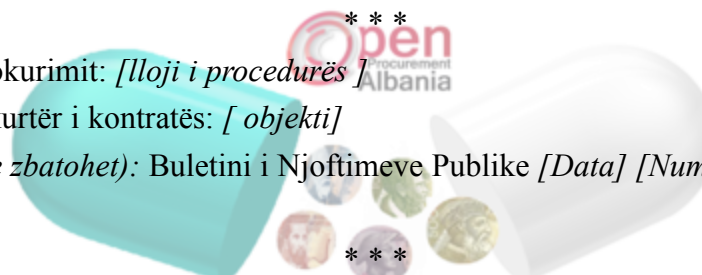 * * *
Open
Procurement
Albania
okurimit: [lloji i procedurës ]
urtër i kontratës: [ objekti]
zbatohet): Buletini i Njoftimeve Publike [Data] [Num
* * *